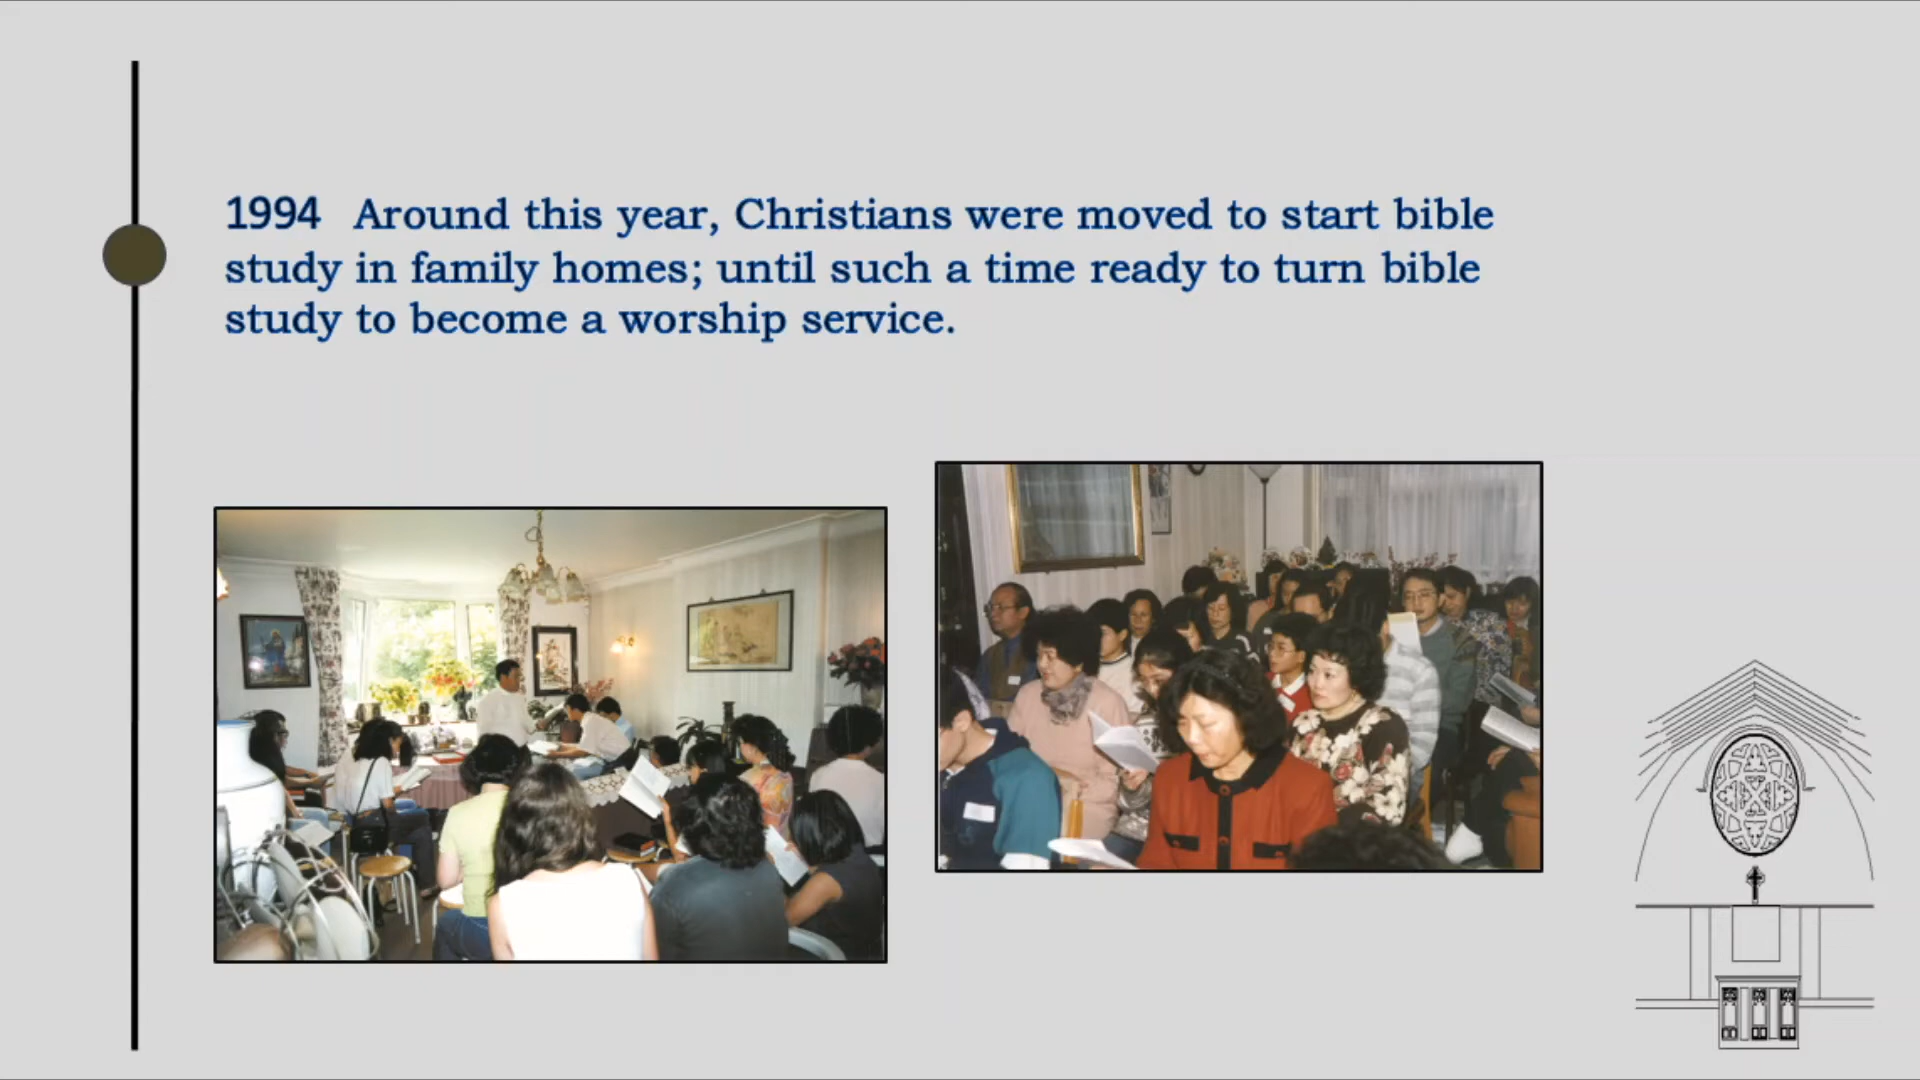 1994 Around this year, Christians were moved to start bible
study in family homes; until such a time ready to turn bible
study to become a worship service.